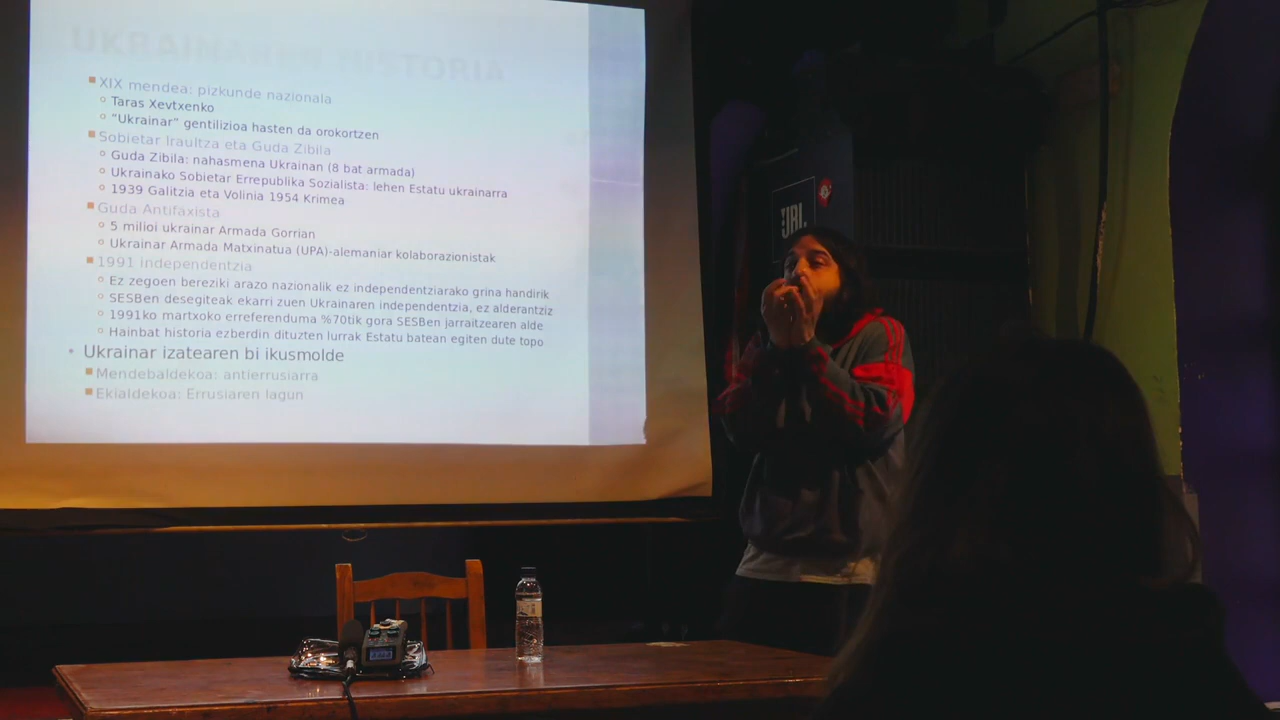 UKRAINAREN HISTORIA
XIX mendea: pizkunde nazionala
Taras Xevtxenko
"Ukrainar" gentilizioa hasten da orokortzen
Sobietar Iraultza eta Guda Zibila
Guda Zibila: nahasmena Ukrainan (8 bat armada)
Ukrainako Sobietar Errepublika Sozialista: lehen Estatu ukrainarra
1939 Galitzia eta Volinia 1954 Krimea
Guda Antifaxista
5 milioi ukrainar Armada Gorrian
Ukrainar Armada Matxinatua (UPA)-alemaniar kolaborazionistak
1991 Independentzia
Ez zegoen bereziki arazo nazionalik ez independentziarako grina handirik
SESBen desegiteak ekarri zuen Ukrainaren independentzia, ez alderantziz
1991ko martxoko erreferenduma %70tik gora SESBen jarraitzearen alde
Hainbat historia ezberdin dituzten lurrak Estatu batean egiten dute topo
Ukrainar izatearen bi ikusmolde
Mendebaldekoa: antierrusiarra
Ekialdekoa: Errusiaren lagun
JBL